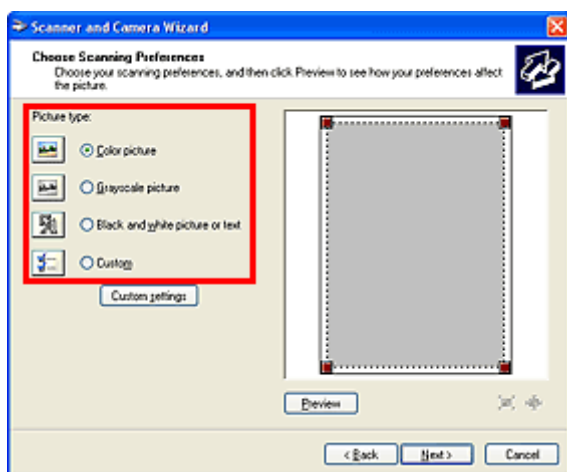 Scanner and Camera Wizard
Choose Scanning Preferences
Choose your scanning preferences, and then click Preview to see how your preferences affect
the picture.
Picture type:
Color picture
Grayscale picture
Black and white picture or text
Custom
Custom settings
Preview
< Back
Next >
Cancel